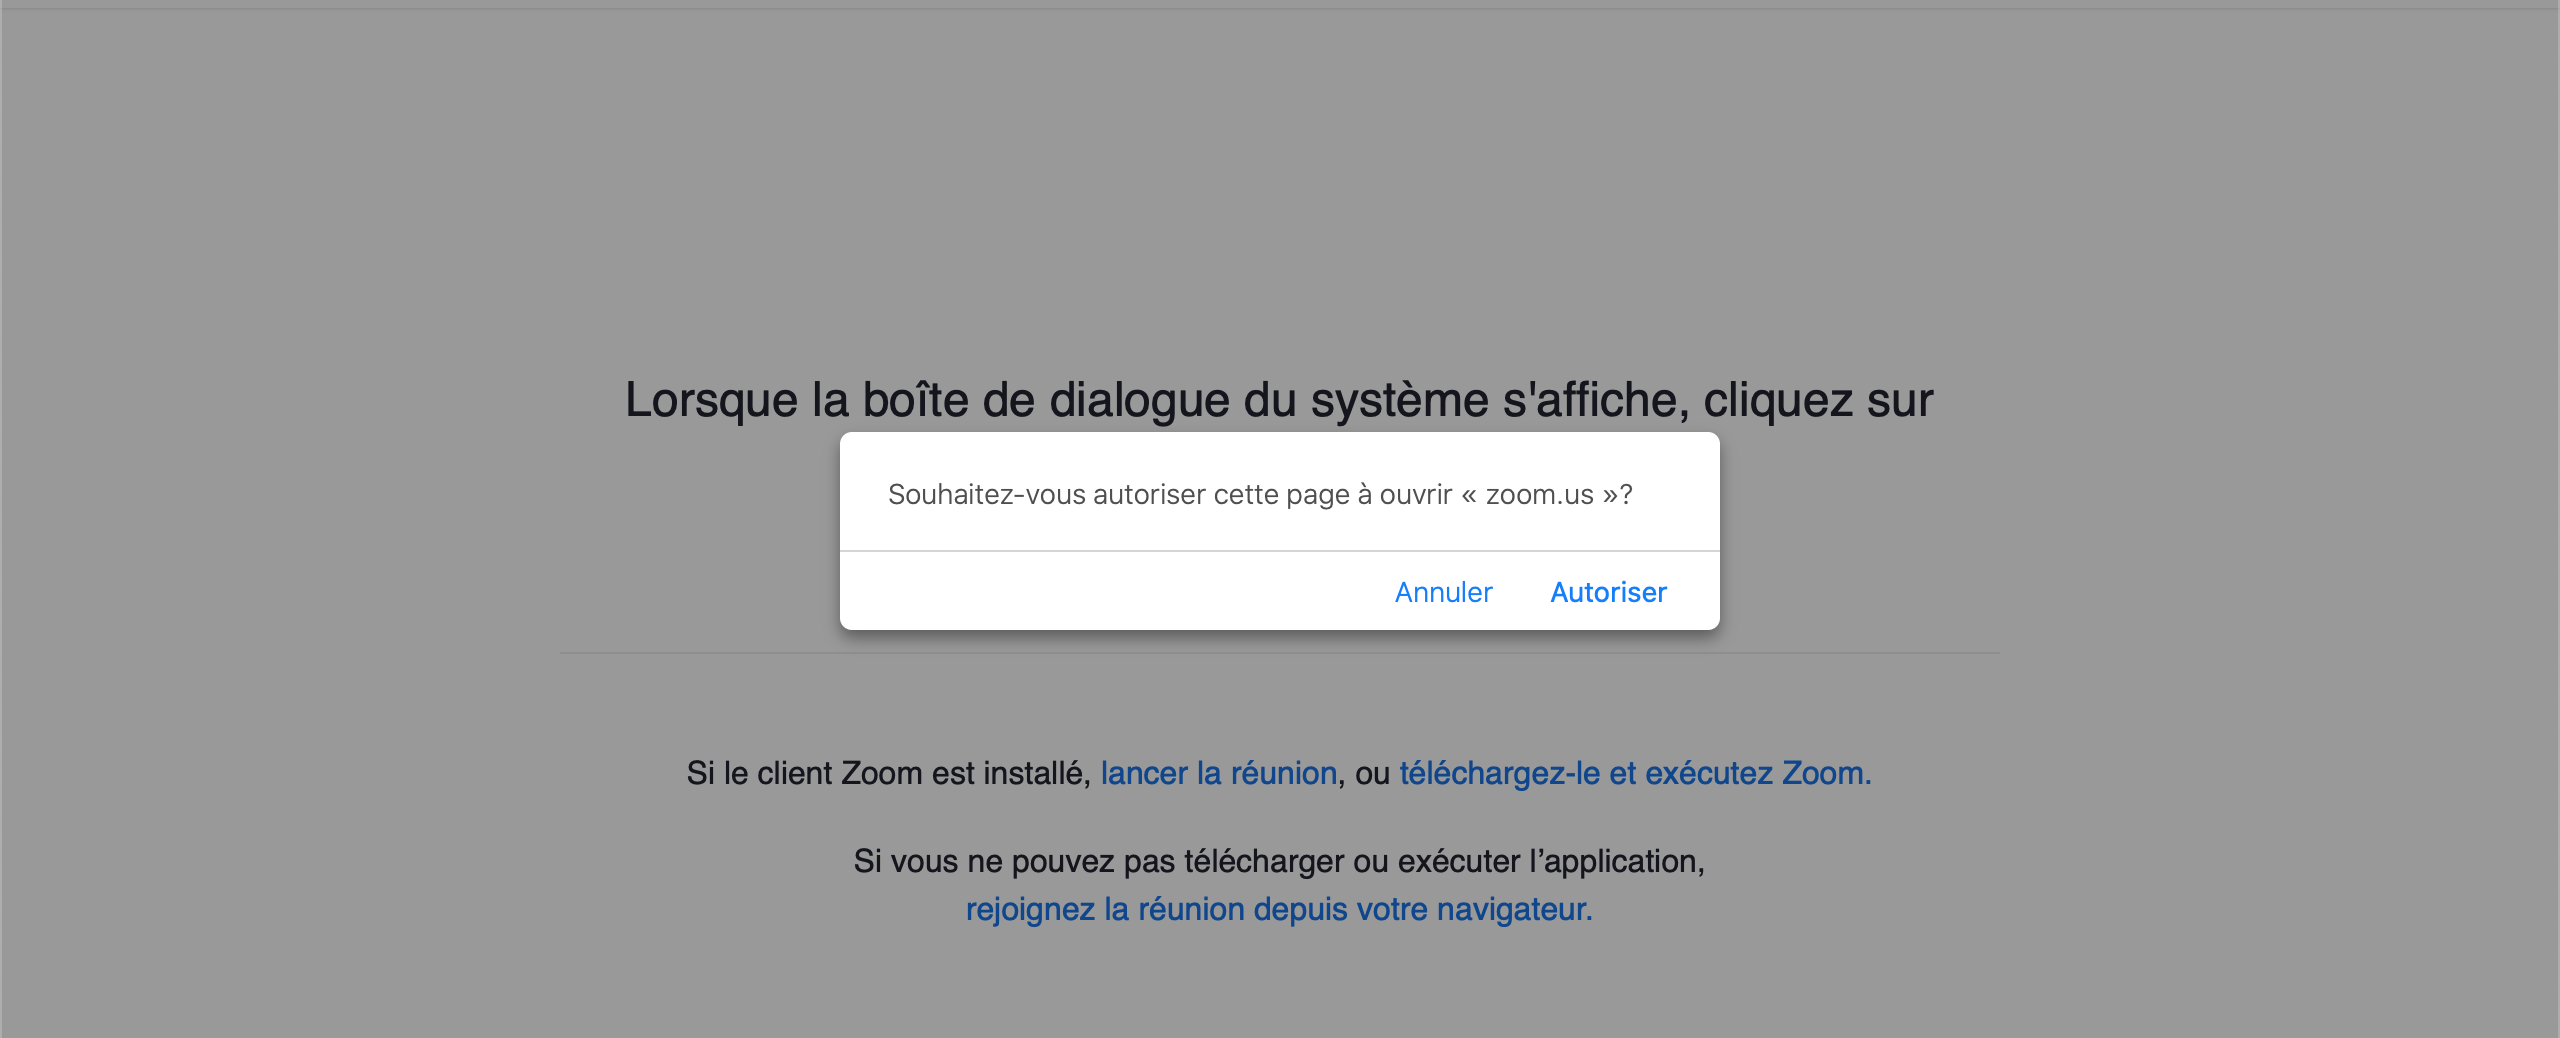 Lorsque la boîte de dialogue du système s'affiche, cliquez sur
Souhaitez-vous autoriser cette page à ouvrir « zoom.us »?
Annuler Autoriser
Si le client Zoom est installé, lancer la réunion, ou téléchargez-le et exécutez Zoom.
Si vous ne pouvez pas télécharger ou exécuter l’application,
rejoignez la réunion depuis votre navigateur.